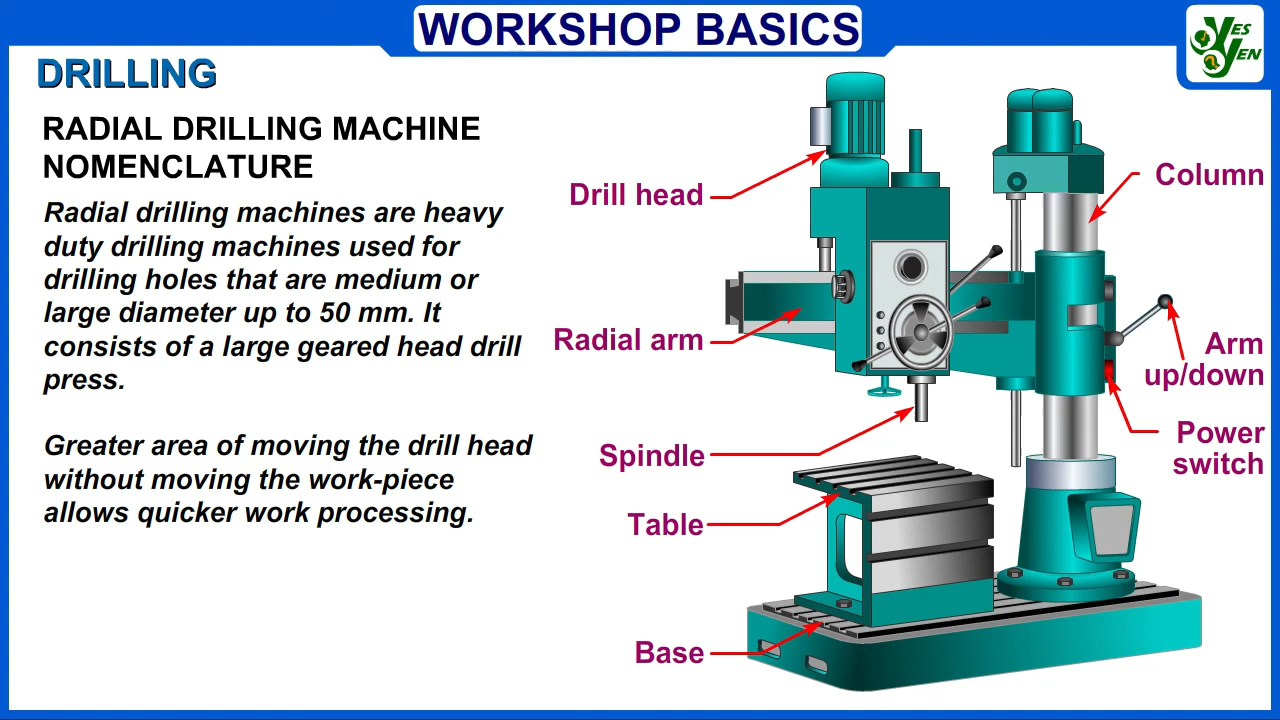 WORKSHOP BASICS
YES
YEN
DRILLING
RADIAL DRILLING MACHINE
NOMENCLATURE
Radial drilling machines are heavy
duty drilling machines used for
drilling holes that are medium or
large diameter up to 50 mm. It
consists of a large geared head drill
press.
Greater area of moving the drill head
without moving the work-piece
allows quicker work processing.
Drill head
Radial arm
Spindle
Table
Base
Column
Arm
up/down
Power
switch